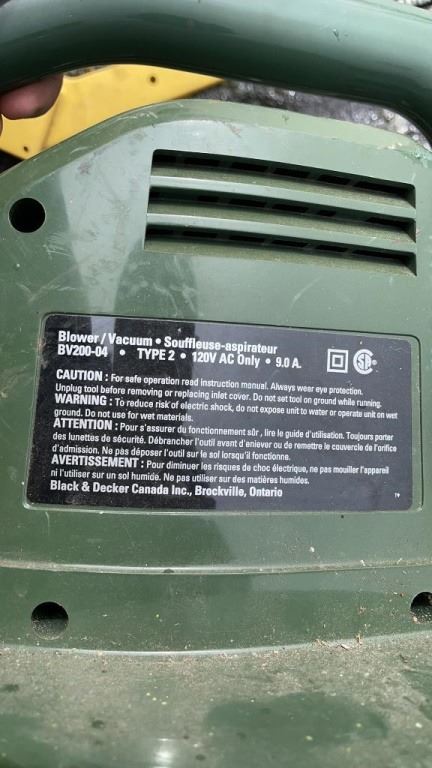 Blower/Vacuum • Souffleuse-aspirateur
BV200-04 • TYPE 2 • 120V AC Only • 9.0 A.
CAUTION : For safe operation read instruction manual. Always wear eye protection.
Unplug tool before removing or replacing inlet cover. Do not set tool on ground while running.
WARNING : To reduce risk of electric shock, do not expose unit to water or operate unit on wet
ground. Do not use for wet materials.
ATTENTION : Pour s'assurer du fonctionnement sûr, lire le guide d'utilisation. Toujours porter
des lunettes de sécurité. Débrancher l'outil avant d'enlever ou de remettre le couvercle de l'orifice
d'admission. Ne pas déposer l'outil sur le sol lorsqu'il fonctionne.
AVERTISSEMENT : Pour diminuer les risques de choc électrique, ne pas mouiller l'appareil
ni l'utiliser sur un sol humide. Ne pas utiliser sur des matières humides.
Black & Decker Canada Inc., Brockville, Ontario